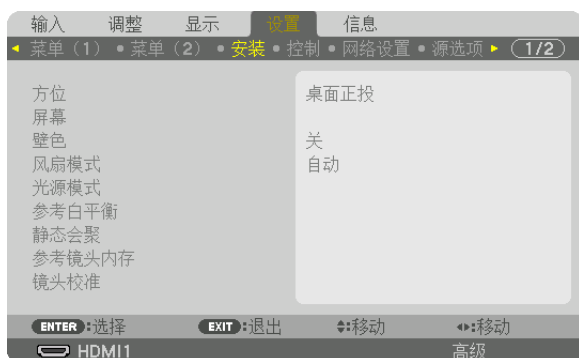 输入 调整 显示 设置 信息
◂ 菜单（1） ● 菜单（2） ● 安装 ● 控制 ● 网络设置 ● 源选项 ▸ 1/2
方位 桌面正投
屏幕
壁色 关
风扇模式 自动
光源模式
参考白平衡
静态会聚
参考镜头内存
镜头校准
ENTER:选择 EXIT:退出 :移动 :移动
HDMI1 高级